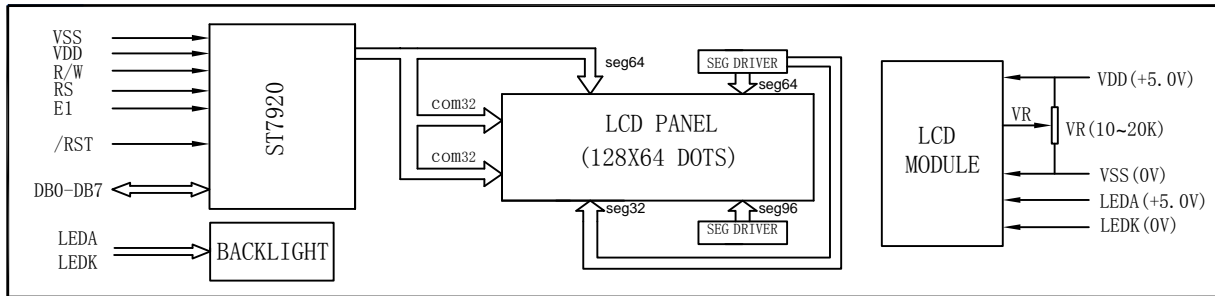 VSS
VDD
R/W
RS
E1
/RST
DB0-DB7
ST7920
LEDA
LEDK
BACKLIGHT
seg64
com32
com32
SEG DRIVER
seg64
LCD PANEL
(128X64 DOTS)
seg32
seg96
SEG DRIVER
LCD
MODULE
VDD(+5.0V)
VR
VR(10~20K)
VSS(0V)
LEDA(+5.0V)
LEDK(0V)